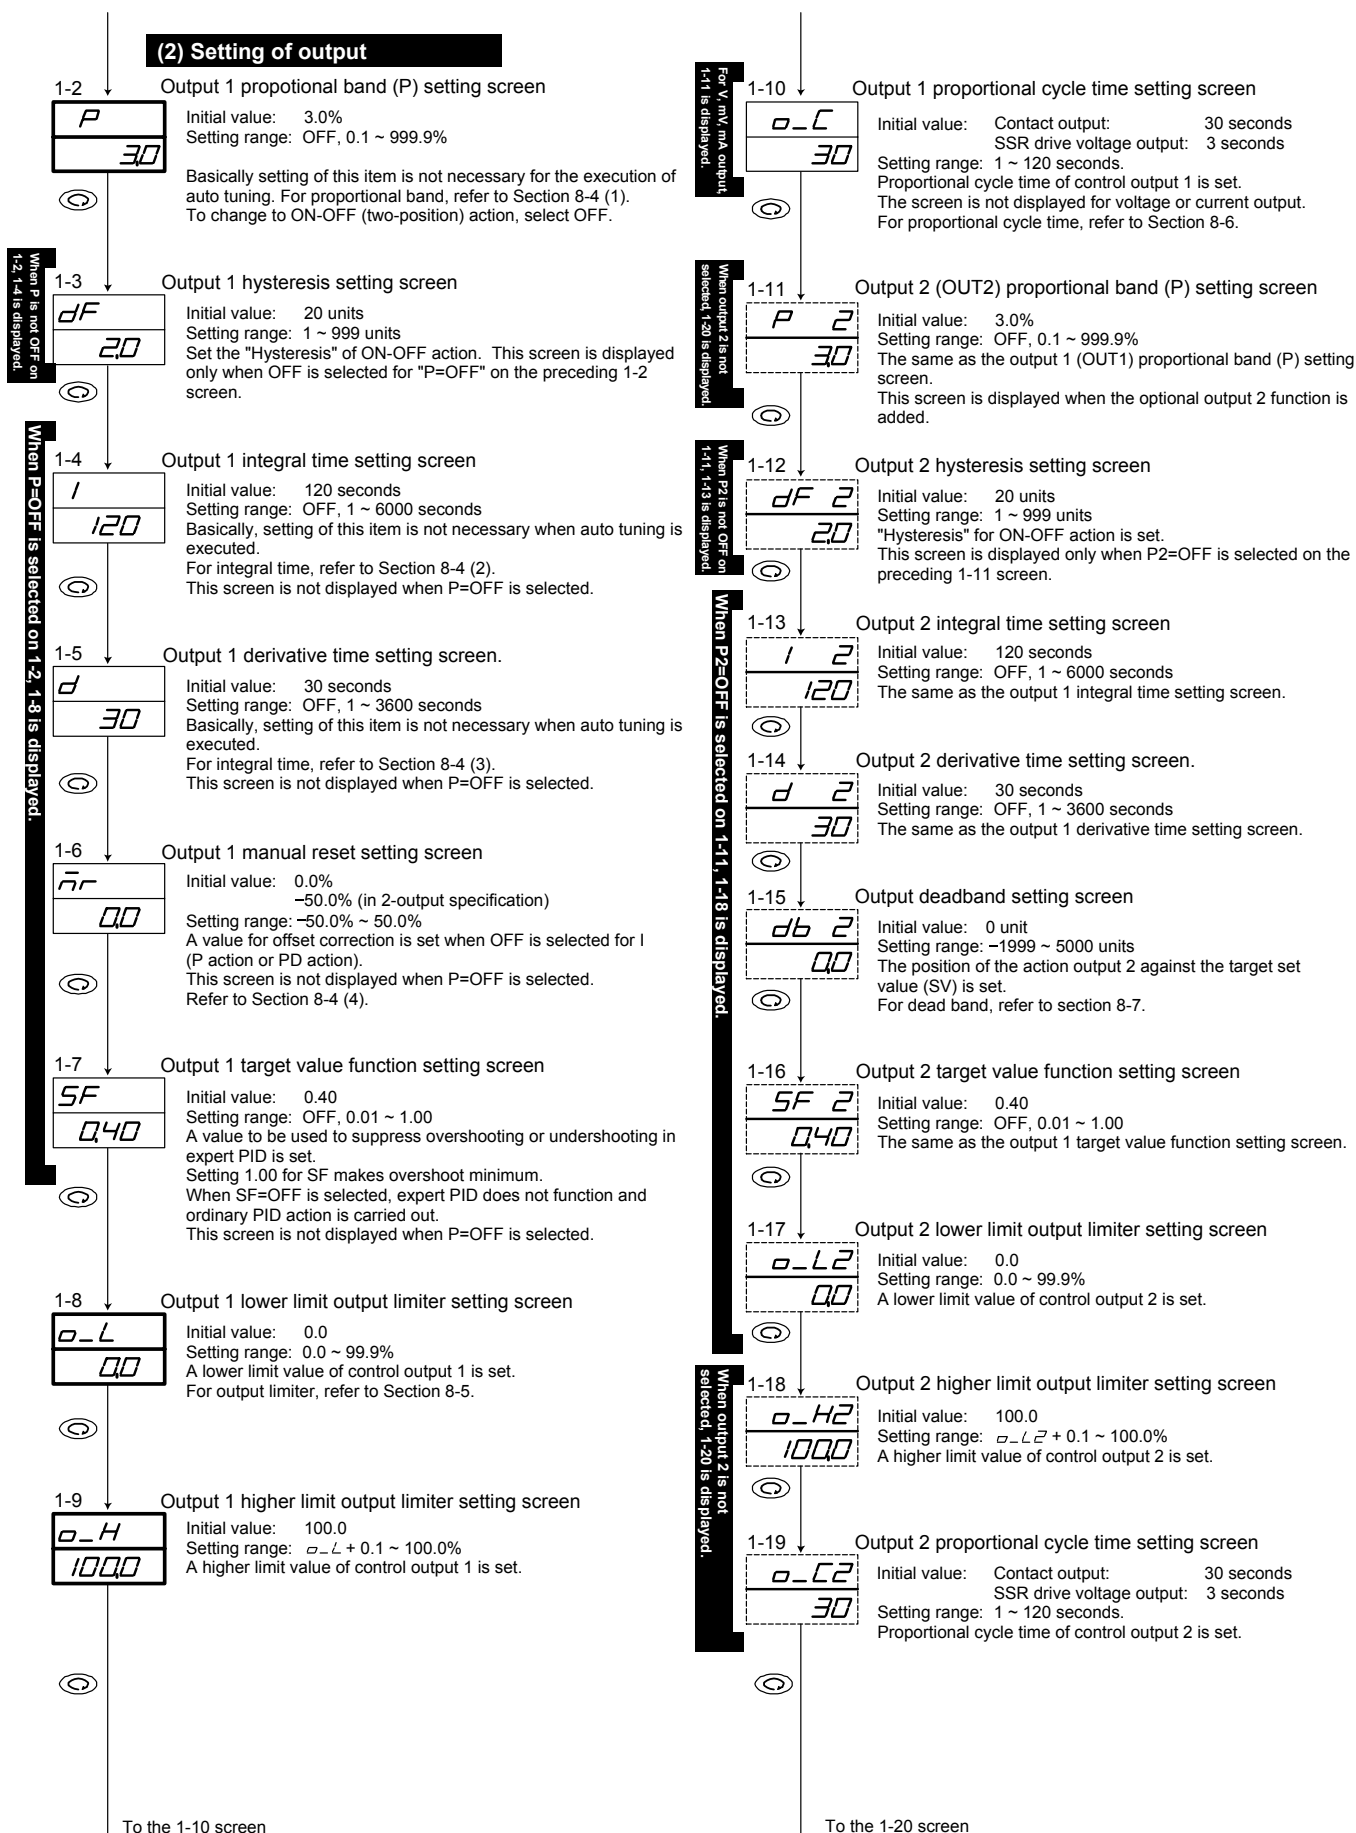 (2) Setting of output
1-2
Output 1 propotional band (P) setting screen
P
3.0
Initial value: 3.0%
Setting range: OFF, 0.1 ~ 999.9%
Basically setting of this item is not necessary for the execution of
auto tuning. For proportional band, refer to Section 8-4 (1).
To change to ON-OFF (two-position) action, select OFF.
When P is not OFF on
1-2, 1-4 is displayed.
1-3
Output 1 hysteresis setting screen
dF
2.0
Initial value: 20 units
Setting range: 1 ~ 999 units
Set the "Hysteresis" of ON-OFF action. This screen is displayed
only when OFF is selected for "P=OFF" on the preceding 1-2
screen.
When P=OFF is selected on 1-2, 1-8 is displayed.
1-4
Output 1 integral time setting screen
I
120
Initial value: 120 seconds
Setting range: OFF, 1 ~ 6000 seconds
Basically, setting of this item is not necessary when auto tuning is
executed.
For integral time, refer to Section 8-4 (2).
This screen is not displayed when P=OFF is selected.
1-5
Output 1 derivative time setting screen.
d
30
Initial value: 30 seconds
Setting range: OFF, 1 ~ 3600 seconds
Basically, setting of this item is not necessary when auto tuning is
executed.
For integral time, refer to Section 8-4 (3).
This screen is not displayed when P=OFF is selected.
1-6
Output 1 manual reset setting screen
n̄r
0.0
Initial value: 0.0%
−50.0% (in 2-output specification)
Setting range: −50.0% ~ 50.0%
A value for offset correction is set when OFF is selected for I
(P action or PD action).
This screen is not displayed when P=OFF is selected.
Refer to Section 8-4 (4).
1-7
Output 1 target value function setting screen
SF
0.40
Initial value: 0.40
Setting range: OFF, 0.01 ~ 1.00
A value to be used to suppress overshooting or undershooting in
expert PID is set.
Setting 1.00 for SF makes overshoot minimum.
When SF=OFF is selected, expert PID does not function and
ordinary PID action is carried out.
This screen is not displayed when P=OFF is selected.
1-8
Output 1 lower limit output limiter setting screen
o_L
0.0
Initial value: 0.0
Setting range: 0.0 ~ 99.9%
A lower limit value of control output 1 is set.
For output limiter, refer to Section 8-5.
1-9
Output 1 higher limit output limiter setting screen
o_H
100.0
Initial value: 100.0
Setting range: o_L + 0.1 ~ 100.0%
A higher limit value of control output 1 is set.
To the 1-10 screen
For V, mV, mA output,
1-11 is displayed.
1-10
Output 1 proportional cycle time setting screen
o_C
30
Initial value: Contact output: 30 seconds
SSR drive voltage output: 3 seconds
Setting range: 1 ~ 120 seconds.
Proportional cycle time of control output 1 is set.
The screen is not displayed for voltage or current output.
For proportional cycle time, refer to Section 8-6.
When output 2 is not
selected, 1-20 is displayed.
1-11
Output 2 (OUT2) proportional band (P) setting screen
P 2
3.0
Initial value: 3.0%
Setting range: OFF, 0.1 ~ 999.9%
The same as the output 1 (OUT1) proportional band (P) setting
screen.
This screen is displayed when the optional output 2 function is
added.
When P2 is not OFF on
1-11, 1-13 is displayed.
1-12
Output 2 hysteresis setting screen
dF 2
2.0
Initial value: 20 units
Setting range: 1 ~ 999 units
"Hysteresis" for ON-OFF action is set.
This screen is displayed only when P2=OFF is selected on the
preceding 1-11 screen.
When P2=OFF is selected on 1-11, 1-18 is displayed.
1-13
Output 2 integral time setting screen
I 2
120
Initial value: 120 seconds
Setting range: OFF, 1 ~ 6000 seconds
The same as the output 1 integral time setting screen.
1-14
Output 2 derivative time setting screen.
d 2
30
Initial value: 30 seconds
Setting range: OFF, 1 ~ 3600 seconds
The same as the output 1 derivative time setting screen.
1-15
Output deadband setting screen
db 2
0.0
Initial value: 0 unit
Setting range: −1999 ~ 5000 units
The position of the action output 2 against the target set
value (SV) is set.
For dead band, refer to section 8-7.
1-16
Output 2 target value function setting screen
SF 2
0.40
Initial value: 0.40
Setting range: OFF, 0.01 ~ 1.00
The same as the output 1 target value function setting screen.
1-17
Output 2 lower limit output limiter setting screen
o_L2
0.0
Initial value: 0.0
Setting range: 0.0 ~ 99.9%
A lower limit value of control output 2 is set.
When output 2 is not
selected, 1-20 is displayed.
1-18
Output 2 higher limit output limiter setting screen
o_H2
100.0
Initial value: 100.0
Setting range: o_L2 + 0.1 ~ 100.0%
A higher limit value of control output 2 is set.
1-19
Output 2 proportional cycle time setting screen
o_C2
30
Initial value: Contact output: 30 seconds
SSR drive voltage output: 3 seconds
Setting range: 1 ~ 120 seconds.
Proportional cycle time of control output 2 is set.
To the 1-20 screen